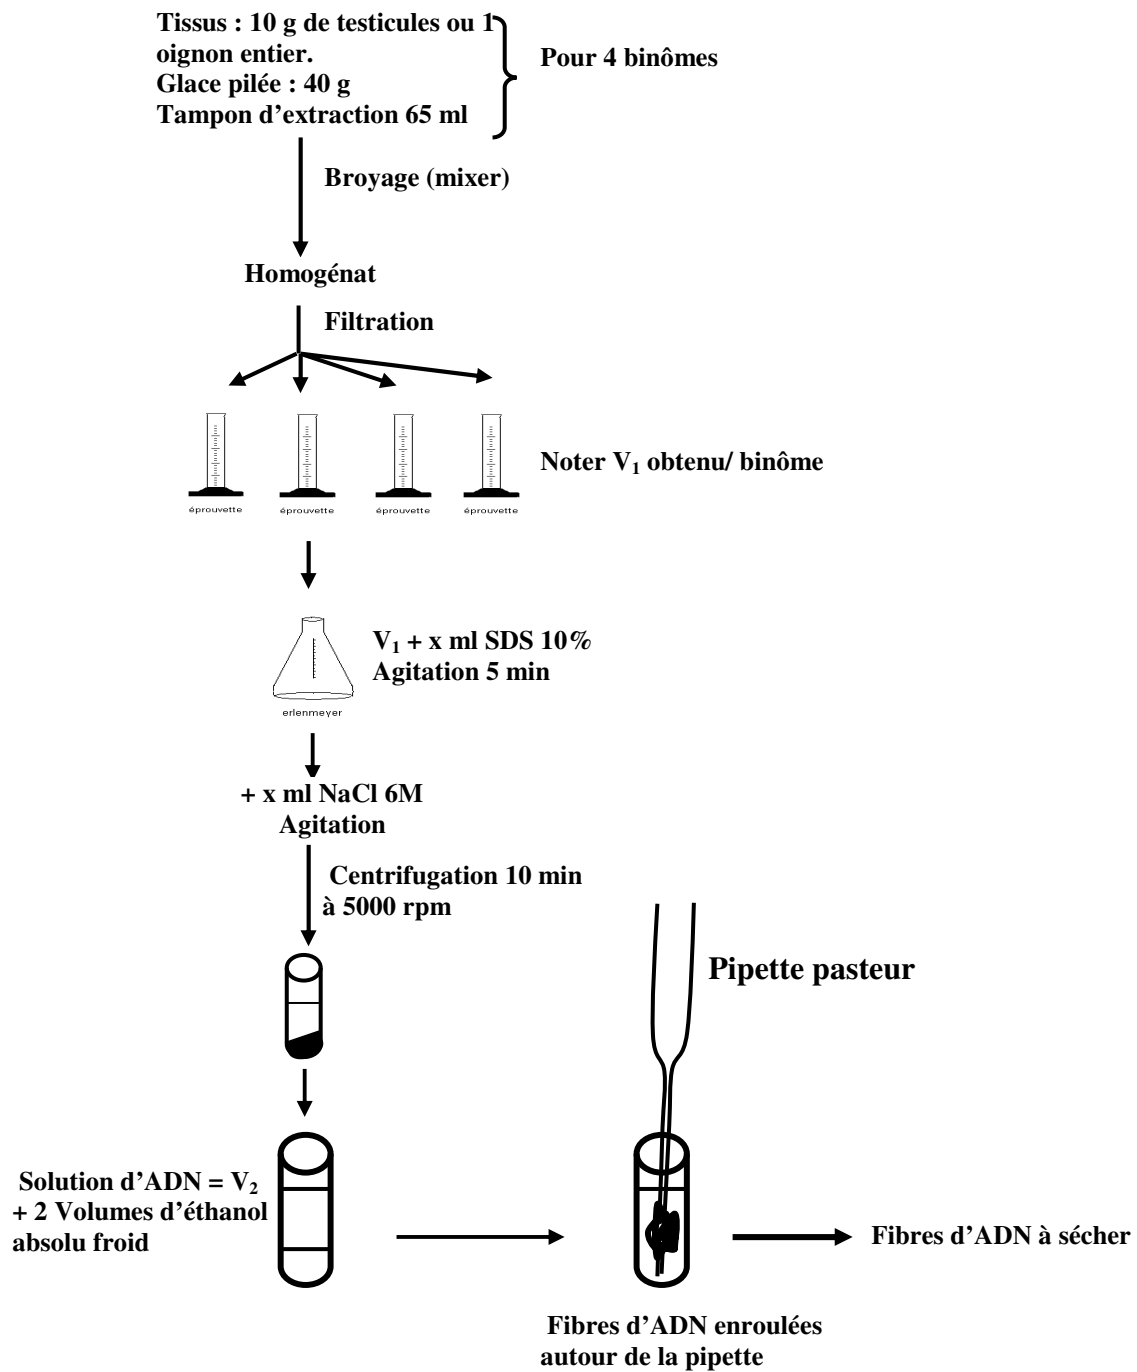 Tissus : 10 g de testicules ou 1
oignon entier.
Glace pilée : 40 g
Tampon d'extraction 65 ml
Pour 4 binômes
Broyage (mixer)
Homogénat
Filtration
Noter V₁ obtenu/ binôme
éprouvette
éprouvette
éprouvette
éprouvette
V₁ + x ml SDS 10%
Agitation 5 min
erlenmeyer
+ x ml NaCl 6M
Agitation
Centrifugation 10 min
à 5000 rpm
Pipette pasteur
Solution d'ADN = V₂
+ 2 Volumes d'éthanol
absolu froid
Fibres d'ADN à sécher
Fibres d'ADN enroulées
autour de la pipette